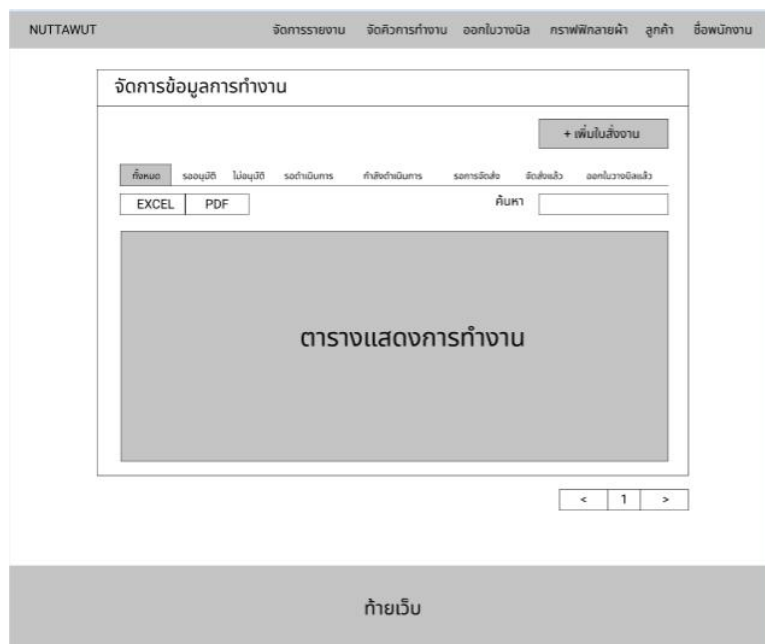 NUTTAWUT จัดการรายงาน จัดคิวการทำงาน ออกใบวางบิล กราฟฟิกลายผ้า ลูกค้า ชื่อพนักงาน
จัดการข้อมูลการทำงาน
+ เพิ่มใบสั่งงาน
ทั้งหมด รออนุมัติ ไม่อนุมัติ รอดำเนินการ กำลังดำเนินการ รอการจัดส่ง จัดส่งแล้ว ออกใบวางบิลแล้ว
EXCEL PDF ค้นหา
ตารางแสดงการทำงาน
< 1 >
ท้ายเว็บ